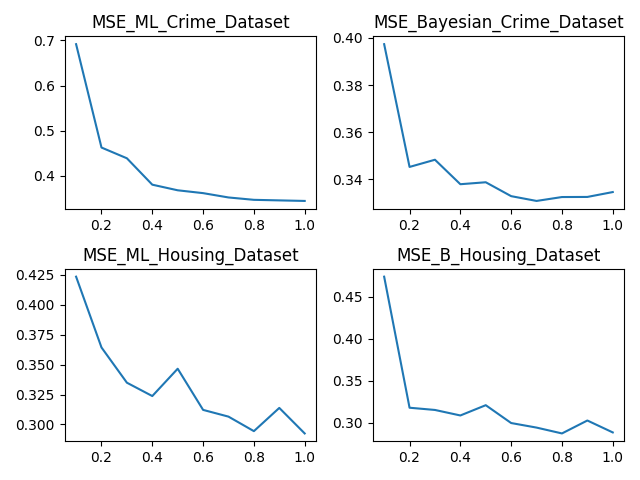 MSE_ML_Crime_Dataset
0.7
0.6
0.5
0.4
0.2 0.4 0.6 0.8 1.0
MSE_Bayesian_Crime_Dataset
0.40
0.38
0.36
0.34
0.2 0.4 0.6 0.8 1.0
MSE_ML_Housing_Dataset
0.425
0.400
0.375
0.350
0.325
0.300
0.2 0.4 0.6 0.8 1.0
MSE_B_Housing_Dataset
0.45
0.40
0.35
0.30
0.2 0.4 0.6 0.8 1.0